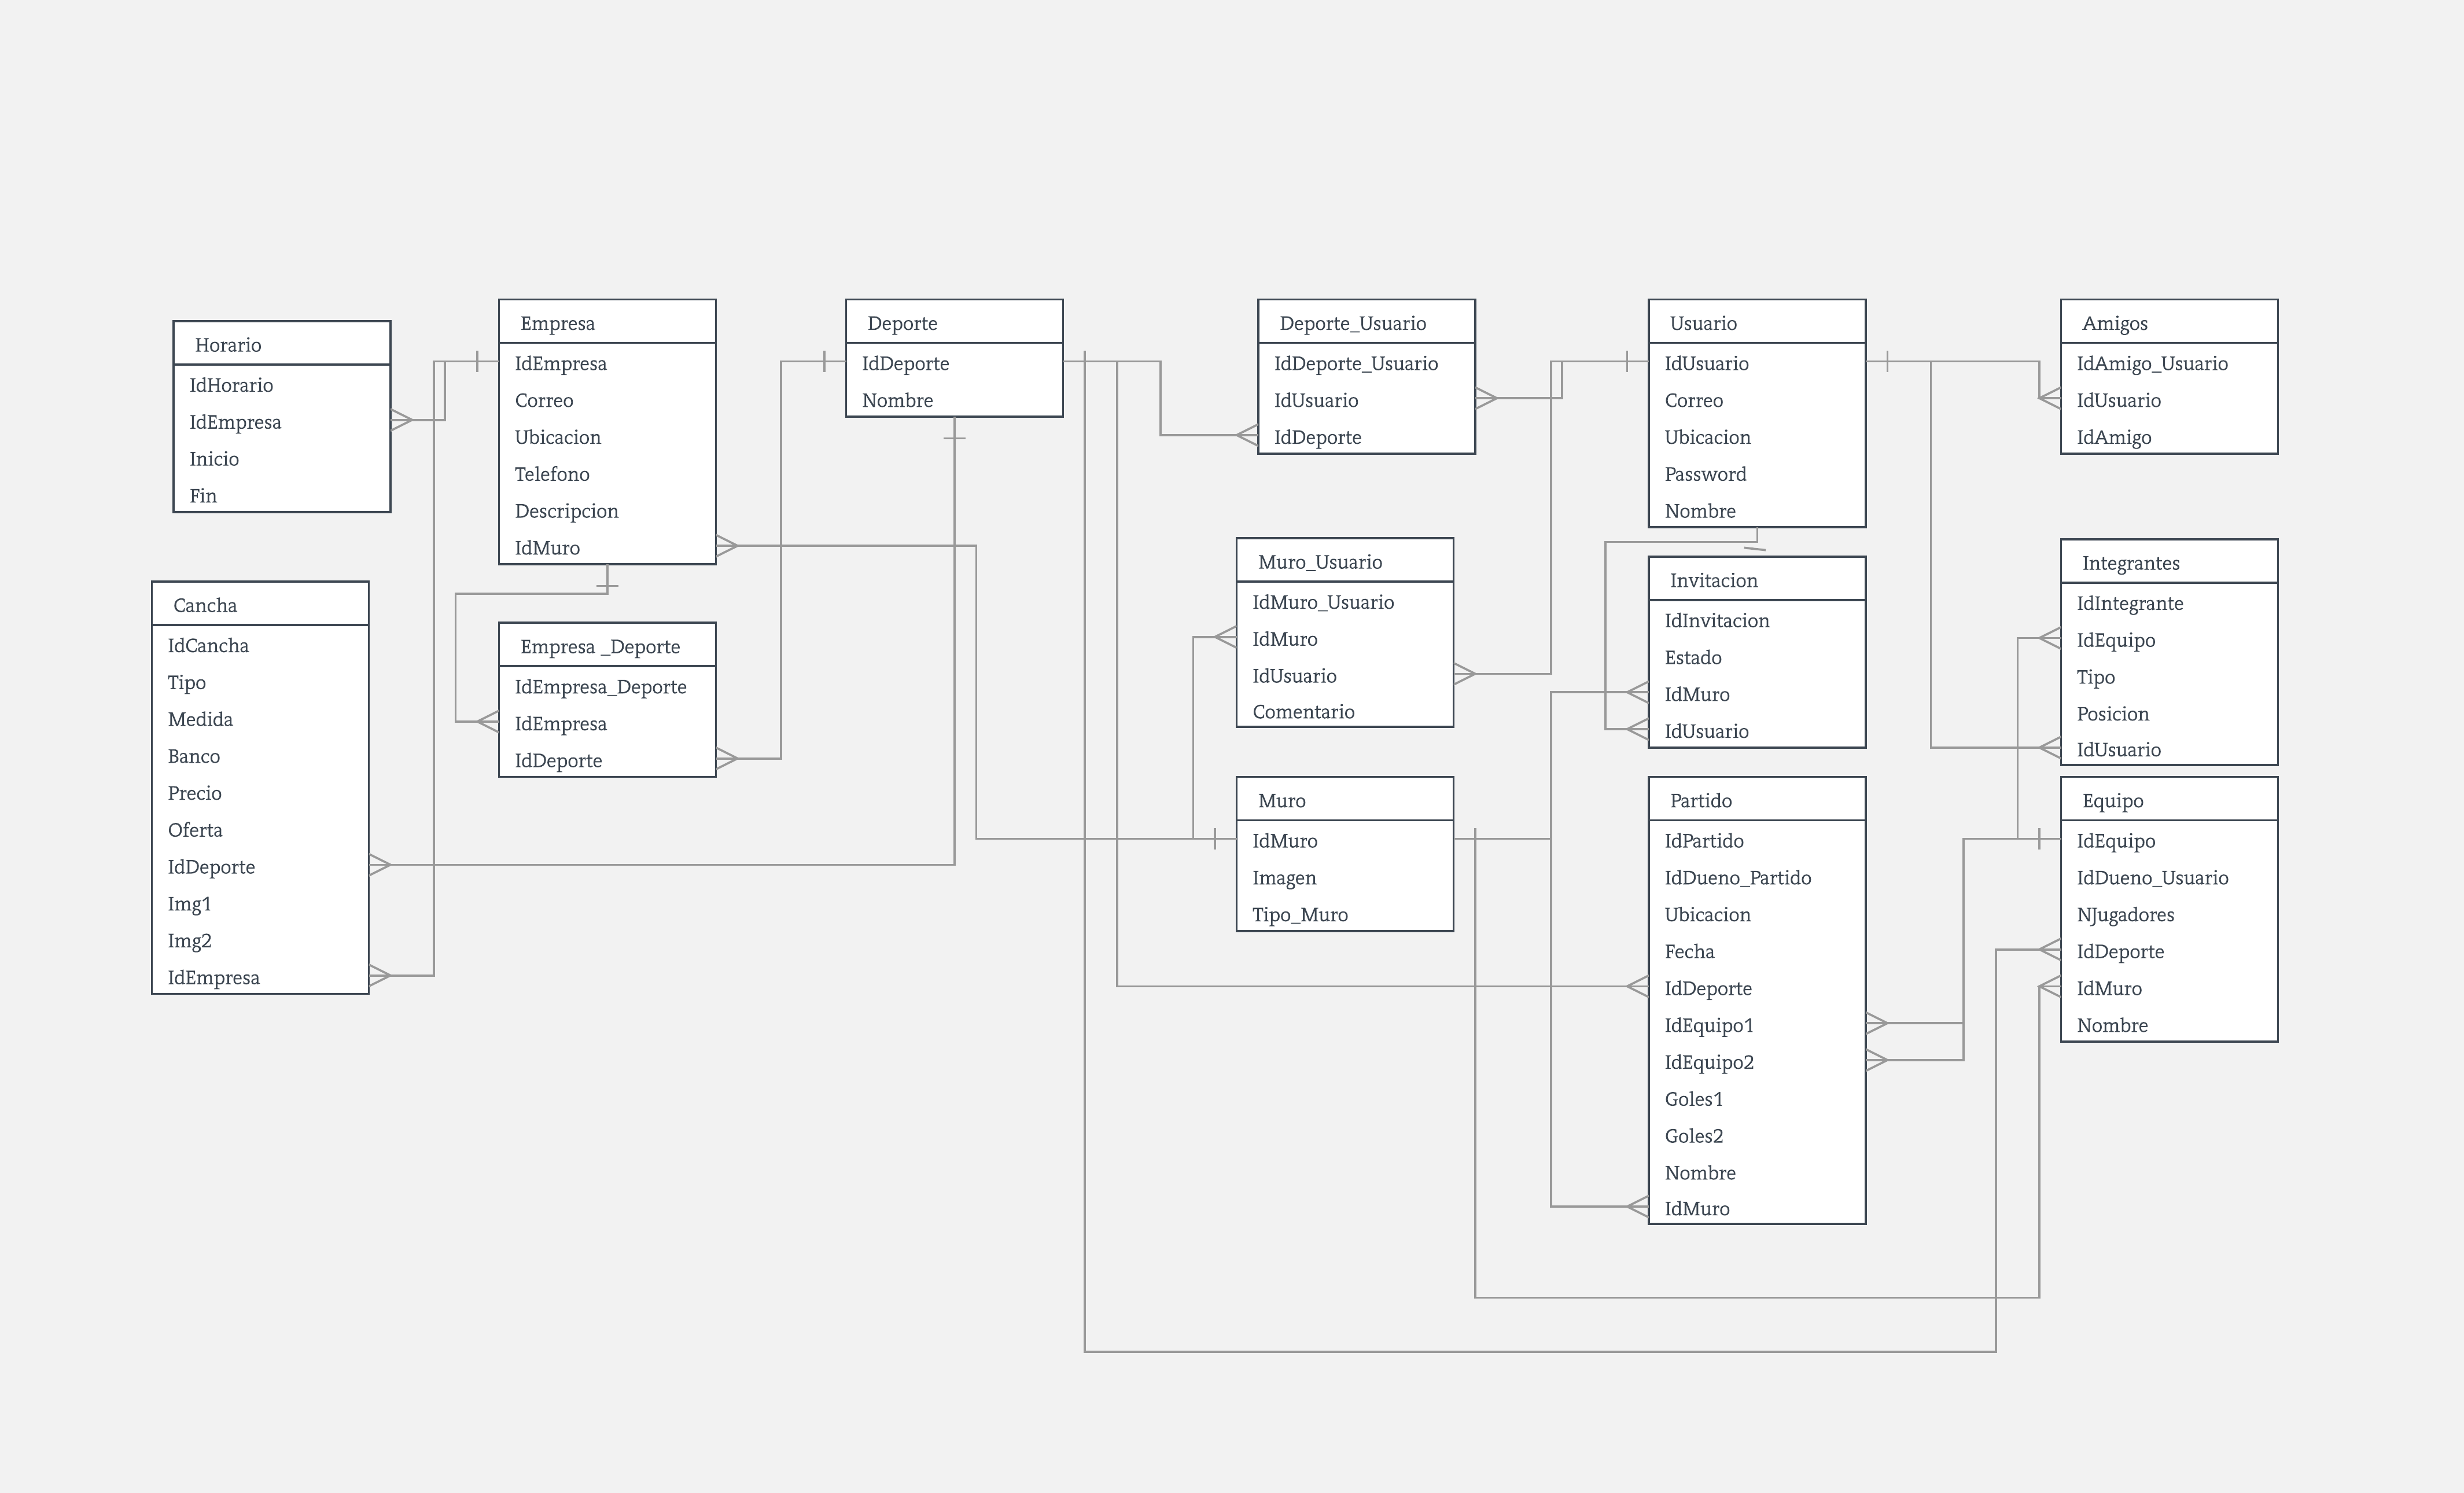 Horario
IdHorario
IdEmpresa
Inicio
Fin
Empresa
IdEmpresa
Correo
Ubicacion
Telefono
Descripcion
IdMuro
Deporte
IdDeporte
Nombre
Deporte_Usuario
IdDeporte_Usuario
IdUsuario
IdDeporte
Usuario
IdUsuario
Correo
Ubicacion
Password
Nombre
Amigos
IdAmigo_Usuario
IdUsuario
IdAmigo
Cancha
IdCancha
Tipo
Medida
Banco
Precio
Oferta
IdDeporte
Img1
Img2
IdEmpresa
Empresa _Deporte
IdEmpresa_Deporte
IdEmpresa
IdDeporte
Muro_Usuario
IdMuro_Usuario
IdMuro
IdUsuario
Comentario
Invitacion
IdInvitacion
Estado
IdMuro
IdUsuario
Integrantes
IdIntegrante
IdEquipo
Tipo
Posicion
IdUsuario
Muro
IdMuro
Imagen
Tipo_Muro
Partido
IdPartido
IdDueno_Partido
Ubicacion
Fecha
IdDeporte
IdEquipo1
IdEquipo2
Goles1
Goles2
Nombre
IdMuro
Equipo
IdEquipo
IdDueno_Usuario
NJugadores
IdDeporte
IdMuro
Nombre